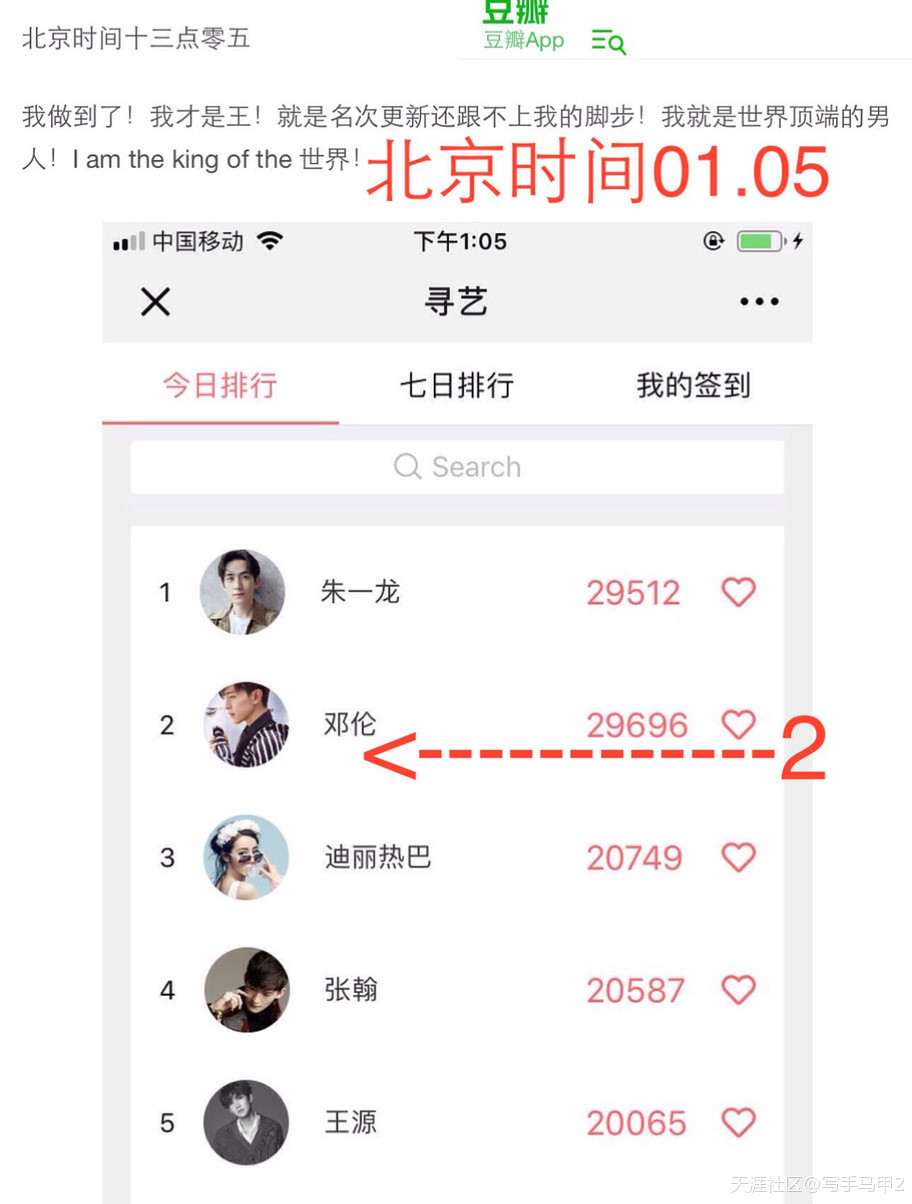 豆瓣
北京时间十三点零五
豆瓣App
我做到了！我才是王！就是名次更新还跟不上我的脚步！我就是世界顶端的男
人！I am the king of the 世界！
北京时间01.05
中国移动 下午1:05
寻艺
今日排行 七日排行 我的签到
Search
1 朱一龙 29512
2 邓伦 29696
<-------------2
3 迪丽热巴 20749
4 张翰 20587
5 王源 20065
天涯社区@写手马甲2